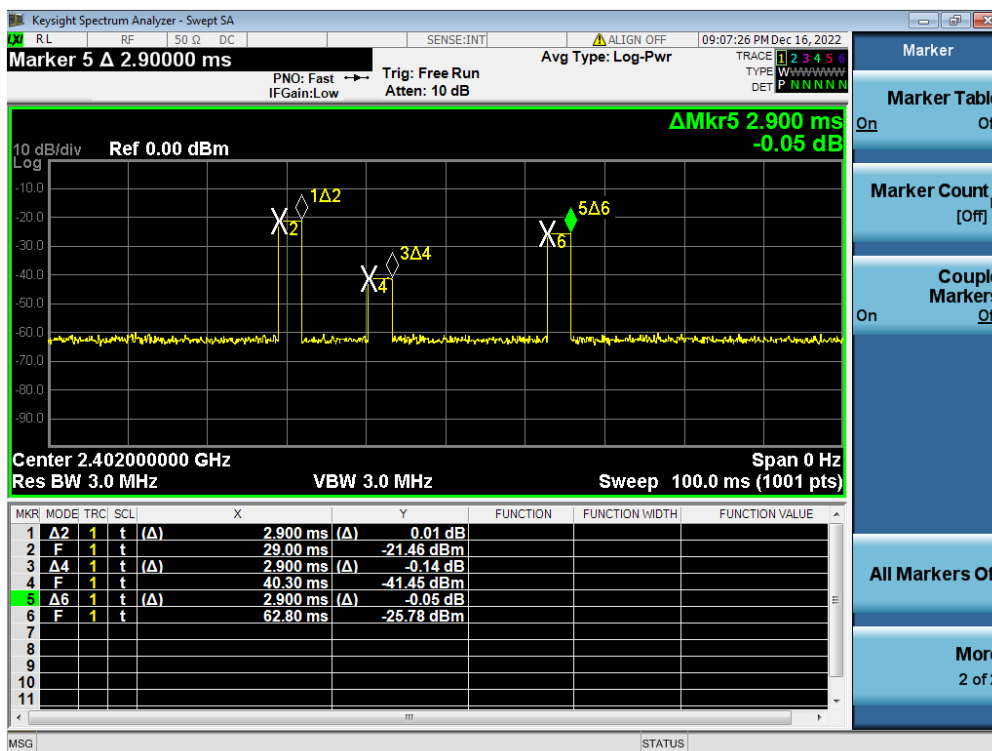 Keysight Spectrum Analyzer - Swept SA
LXI RL RF 50 Ω DC SENSE:INT ALIGN OFF 09:07:26 PM Dec 16, 2022
Marker 5 Δ 2.90000 ms
PNO: Fast
IFGain:Low
Trig: Free Run
Atten: 10 dB
Avg Type: Log-Pwr
TRACE 1 2 3 4 5 6
TYPE W
DET P N N N N N
ΔMkr5 2.900 ms
-0.05 dB
10 dB/div Ref 0.00 dBm
Log
-10.0
-20.0
-30.0
-40.0
-50.0
-60.0
-70.0
-80.0
-90.0
1Δ2
2
3Δ4
4
5Δ6
6
Center 2.402000000 GHz Span 0 Hz
Res BW 3.0 MHz VBW 3.0 MHz Sweep 100.0 ms (1001 pts)
MKR MODE TRC SCL X Y FUNCTION FUNCTION WIDTH FUNCTION VALUE
1 Δ2 1 t (Δ) 2.900 ms (Δ) 0.01 dB
2 F 1 t 29.00 ms -21.46 dBm
3 Δ4 1 t (Δ) 2.900 ms (Δ) -0.14 dB
4 F 1 t 40.30 ms -41.45 dBm
5 Δ6 1 t (Δ) 2.900 ms (Δ) -0.05 dB
6 F 1 t 62.80 ms -25.78 dBm
7
8
9
10
11
MSG STATUS
Marker
Marker Table
On Of
Marker Count
[Off]
Couple
Markers
On Of
All Markers Of
More
2 of